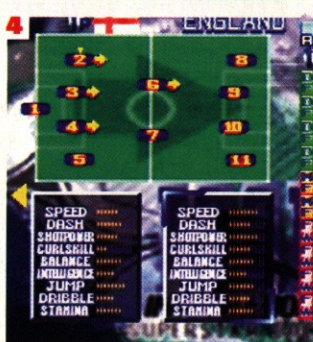 4
ENGLAND
2
8
3
6
9
1
4
7
10
5
11
SPEED
DASH
SHOTPOWER
CURLSKILL
BALANCE
INTELLIGENCE
JUMP
DRIBBLE
STAMINA
SPEED
DASH
SHOTPOWER
CURLSKILL
BALANCE
INTELLIGENCE
JUMP
DRIBBLE
STAMINA